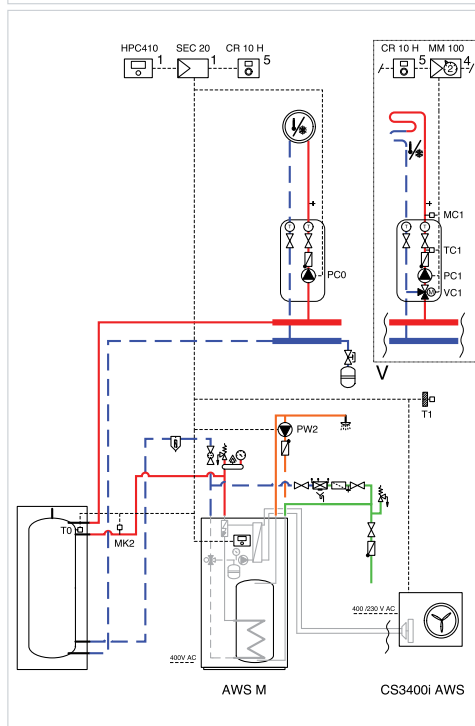 HPC410 SEC 20 CR 10 H
1 1 5
CR 10 H MM 100
5 2 4
MC1
TC1
PC0
PC1
M VC1
V
T1
PW2
T0
MK2
400 /230 V AC
400V AC
AWS M
CS3400i AWS